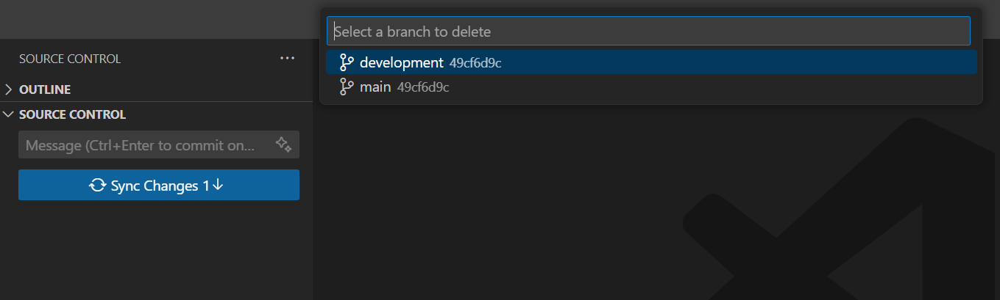 Select a branch to delete
development 49cf6d9c
main 49cf6d9c
SOURCE CONTROL
OUTLINE
SOURCE CONTROL
Message (Ctrl+Enter to commit on...
Sync Changes 1↓